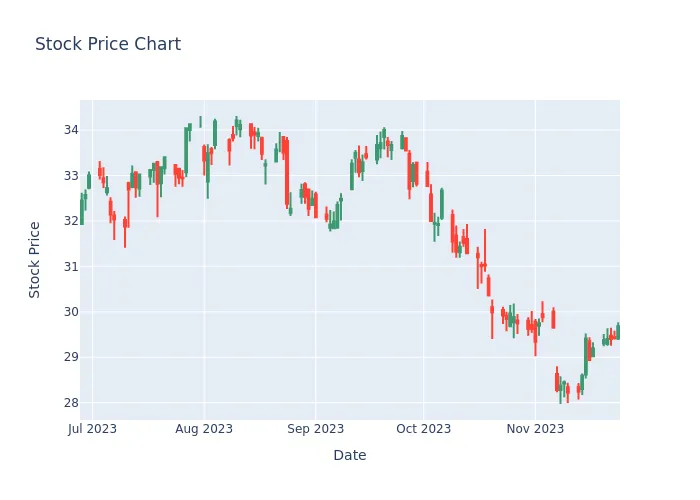 Stock Price Chart
Stock Price
34
33
32
31
30
29
28
Jul 2023
Aug 2023
Sep 2023
Oct 2023
Nov 2023
Date